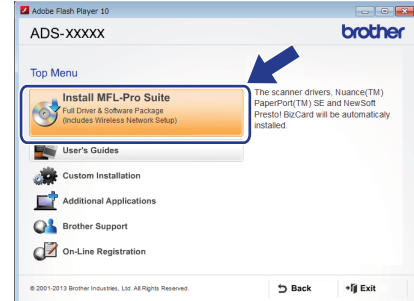 Adobe Flash Player 10
ADS-XXXXX
brother
Top Menu
Install MFL-Pro Suite
Full Driver & Software Package
(Includes Wireless Network Setup)
The scanner drivers, Nuance(TM)
PaperPort(TM) SE and NewSoft
Presto! BizCard will be automaticaly
installed.
User's Guides
Custom Installation
Additional Applications
Brother Support
On-Line Registration
© 2001-2013 Brother Industries, Ltd. All Rights Reserved.
Back
Exit